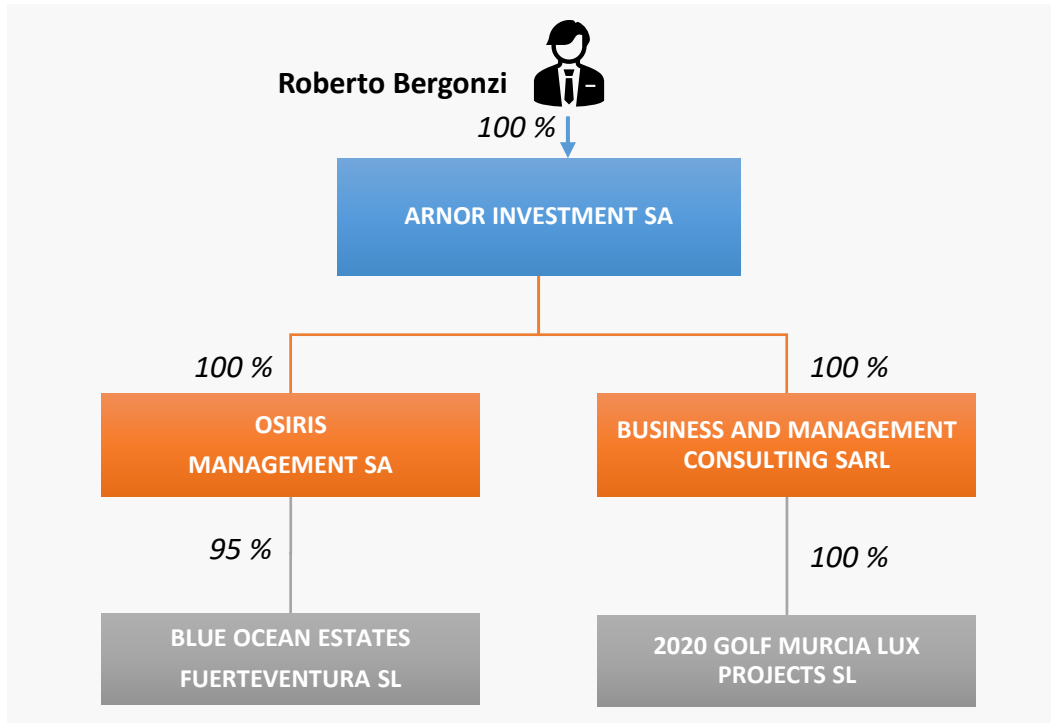 Roberto Bergonzi
100 %
ARNOR INVESTMENT SA
100 %
100 %
OSIRIS
MANAGEMENT SA
BUSINESS AND MANAGEMENT
CONSULTING SARL
95 %
100 %
BLUE OCEAN ESTATES
FUERTEVENTURA SL
2020 GOLF MURCIA LUX
PROJECTS SL